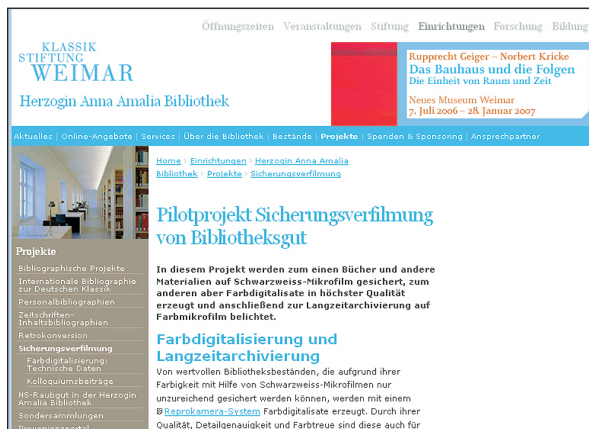 Öffnungszeiten Veranstaltungen Stiftung Einrichtungen Forschung Bildung
KLASSIK
STIFTUNG
WEIMAR
Herzogin Anna Amalia Bibliothek
Rupprecht Geiger – Norbert Kricke
Das Bauhaus und die Folgen
Die Einheit von Raum und Zeit
Neues Museum Weimar
7. Juli 2006 – 28. Januar 2007
Aktuelles | Online-Angebote | Services | Über die Bibliothek | Bestände | Projekte | Spenden & Sponsoring | Ansprechpartner
Home › Einrichtungen › Herzogin Anna Amalia
Bibliothek › Projekte › Sicherungsverfilmung
Pilotprojekt Sicherungsverfilmung
von Bibliotheksgut
Projekte
Bibliographische Projekte
Internationale Bibliographie
zur Deutschen Klassik
Personalbibliographien
Zeitschriften-
Inhaltsbibliographien
Retrokonversion
Sicherungsverfilmung
Farbdigitalisierung:
Technische Daten
Kolloquiumsbeiträge
NS-Raubgut in der Herzogin
Anna Amalia Bibliothek
Sondersammlungen
Provenienzportal
In diesem Projekt werden zum einen Bücher und andere
Materialien auf Schwarzweiss-Mikrofilm gesichert, zum
anderen aber Farbdigitalisate in höchster Qualität
erzeugt und anschließend zur Langzeitarchivierung auf
Farbmikrofilm belichtet.
Farbdigitalisierung und
Langzeitarchivierung
Von wertvollen Bibliotheksbeständen, die aufgrund ihrer
Farbigkeit mit Hilfe von Schwarzweiss-Mikrofilmen nur
unzureichend gesichert werden können, werden mit einem
Reprokamera-System Farbdigitalisate erzeugt. Durch ihrer
Qualität, Detailgenauigkeit und Farbtreue sind diese auch für